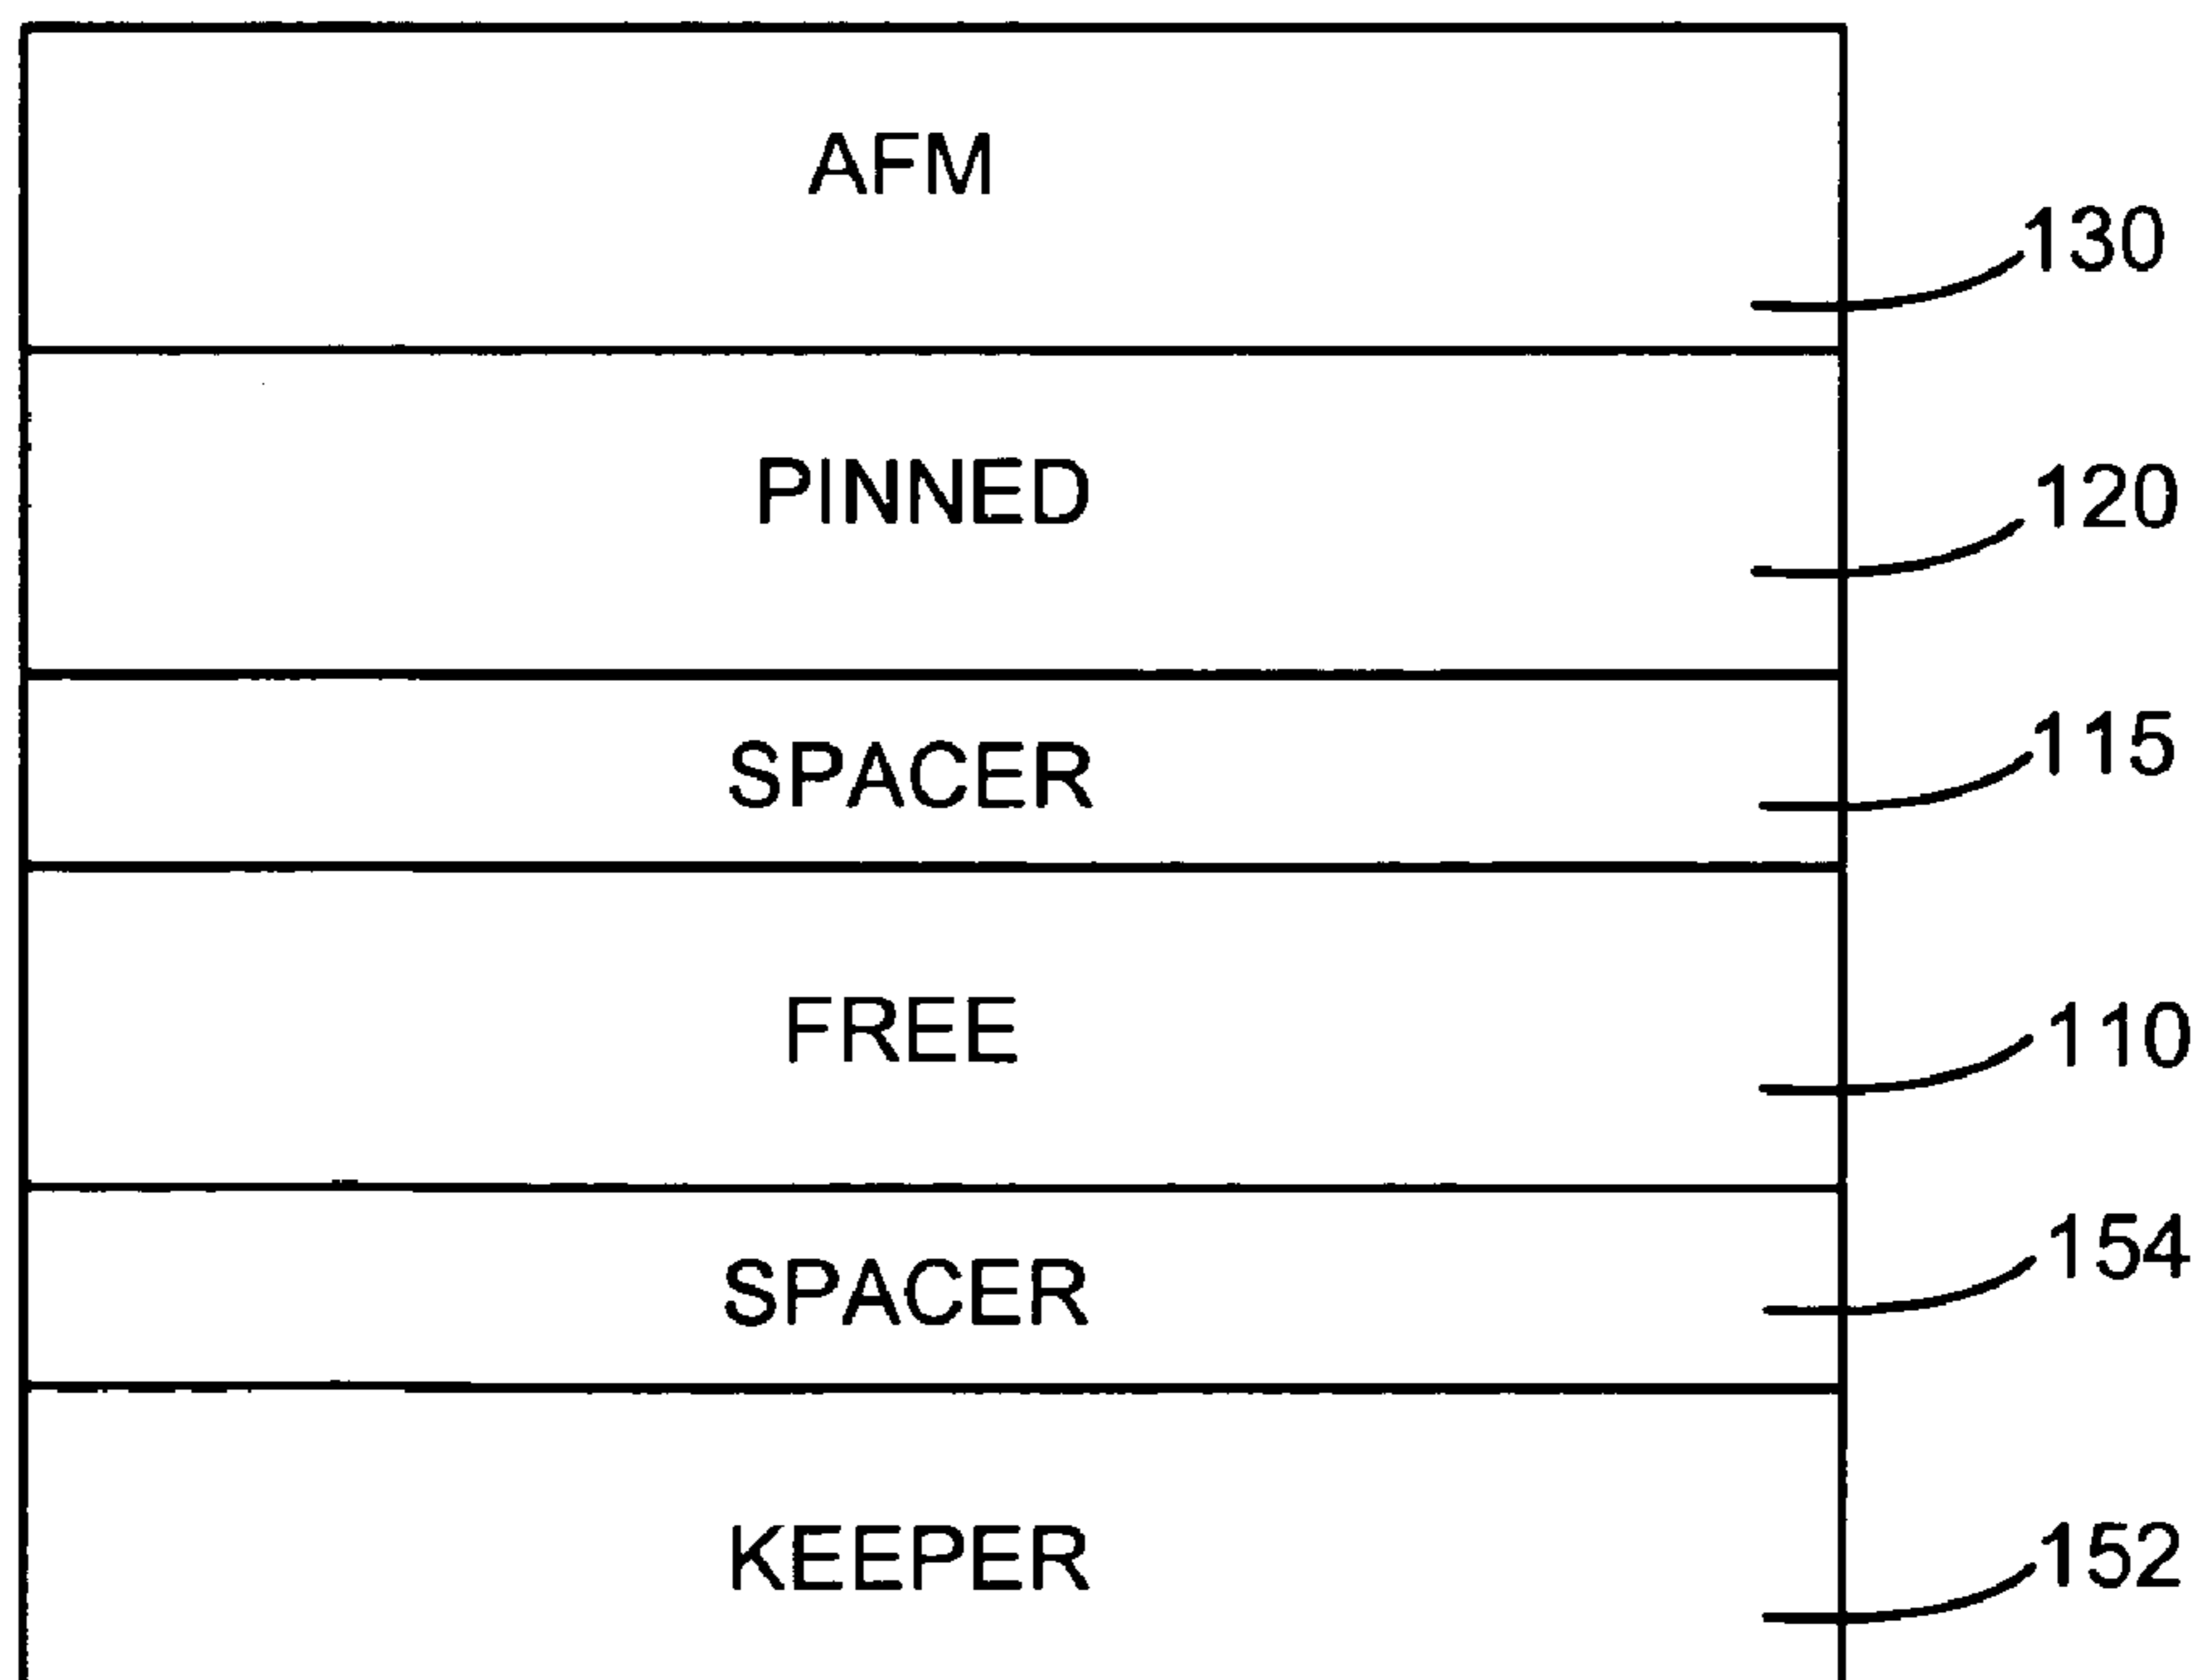 AFM
130
PINNED
120
SPACER
115
FREE
110
SPACER
154
KEEPER
152